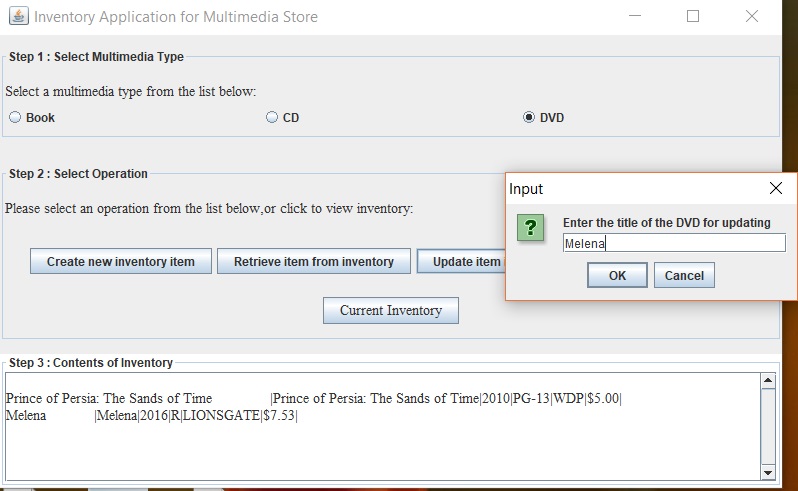 Inventory Application for Multimedia Store
Step 1 : Select Multimedia Type
Select a multimedia type from the list below:
Book CD DVD
Step 2 : Select Operation
Please select an operation from the list below,or click to view inventory:
Create new inventory item Retrieve item from inventory Update item
Current Inventory
Input
Enter the title of the DVD for updating
?
Melena
OK Cancel
Step 3 : Contents of Inventory
Prince of Persia: The Sands of Time |Prince of Persia: The Sands of Time|2010|PG-13|WDP|$5.00|
Melena |Melena|2016|R|LIONSGATE|$7.53|